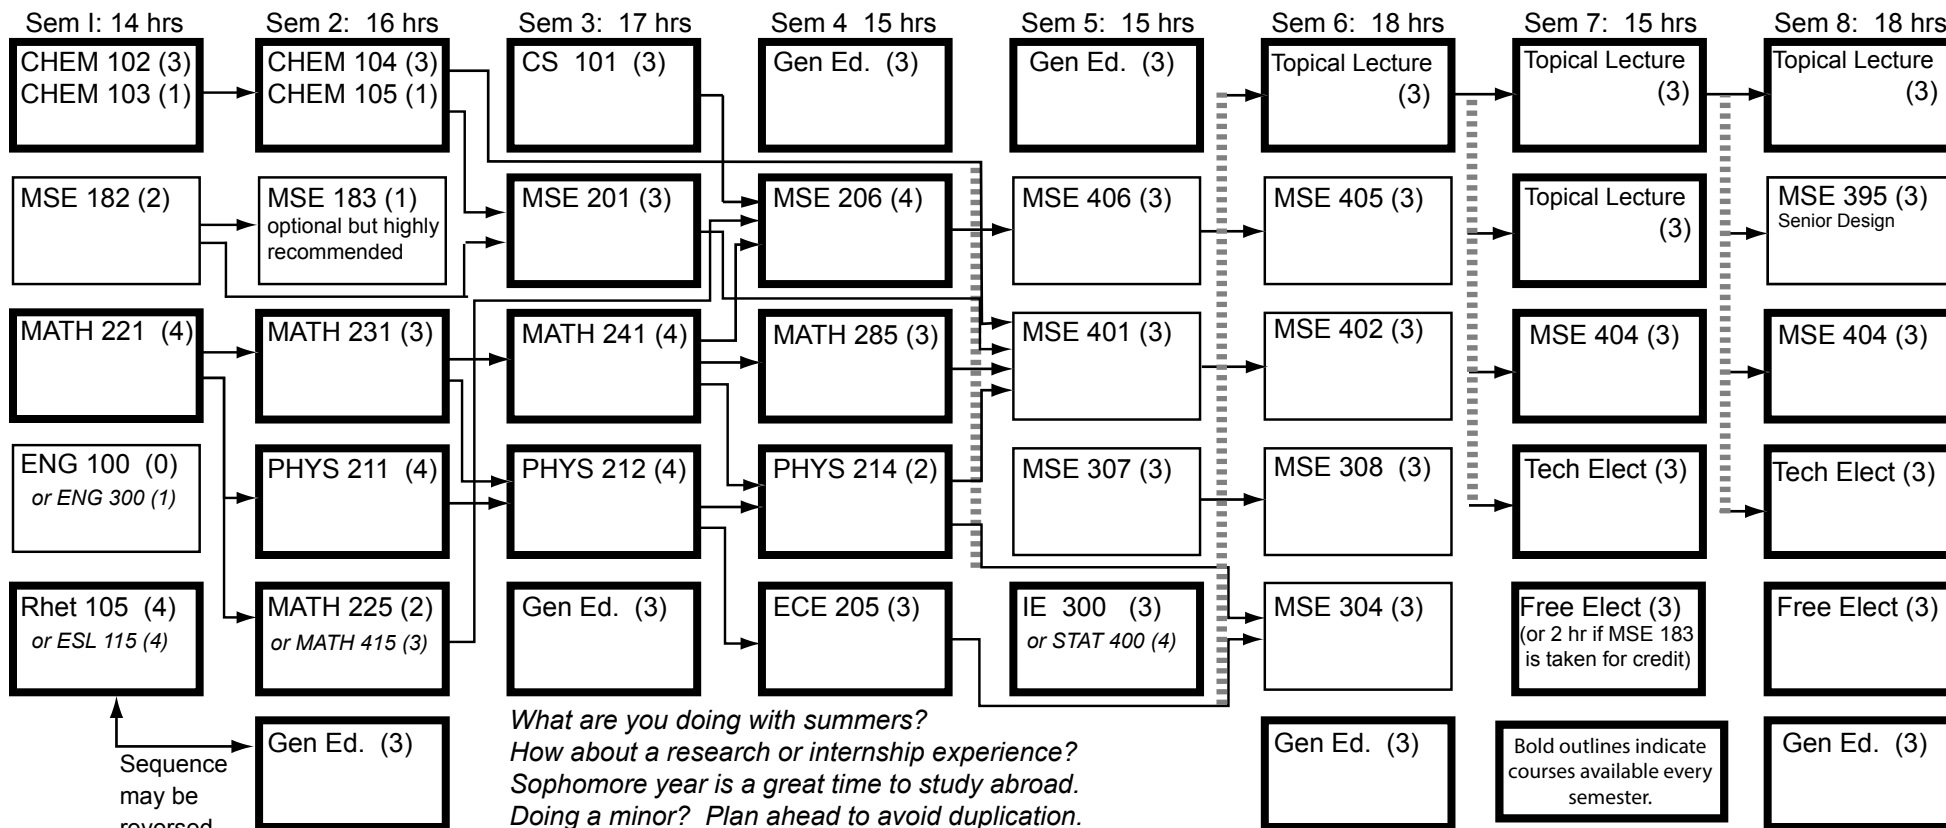 Sem I: 14 hrs
CHEM 102 (3)
CHEM 103 (1)
MSE 182 (2)
MATH 221 (4)
ENG 100 (0)
or ENG 300 (1)
Rhet 105 (4)
or ESL 115 (4)
Sequence
may be
reversed
Sem 2: 16 hrs
CHEM 104 (3)
CHEM 105 (1)
MSE 183 (1)
optional but highly
recommended
MATH 231 (3)
PHYS 211 (4)
MATH 225 (2)
or MATH 415 (3)
Gen Ed. (3)
Sem 3: 17 hrs
CS 101 (3)
MSE 201 (3)
MATH 241 (4)
PHYS 212 (4)
Gen Ed. (3)
Sem 4 15 hrs
Gen Ed. (3)
MSE 206 (4)
MATH 285 (3)
PHYS 214 (2)
ECE 205 (3)
What are you doing with summers?
How about a research or internship experience?
Sophomore year is a great time to study abroad.
Doing a minor? Plan ahead to avoid duplication.
Sem 5: 15 hrs
Gen Ed. (3)
MSE 406 (3)
MSE 401 (3)
MSE 307 (3)
IE 300 (3)
or STAT 400 (4)
Sem 6: 18 hrs
Topical Lecture
(3)
MSE 405 (3)
MSE 402 (3)
MSE 308 (3)
MSE 304 (3)
Gen Ed. (3)
Sem 7: 15 hrs
Topical Lecture
(3)
Topical Lecture
(3)
MSE 404 (3)
Tech Elect (3)
Free Elect (3)
(or 2 hr if MSE 183
is taken for credit)
Bold outlines indicate
courses available every
semester.
Sem 8: 18 hrs
Topical Lecture
(3)
MSE 395 (3)
Senior Design
MSE 404 (3)
Tech Elect (3)
Free Elect (3)
Gen Ed. (3)